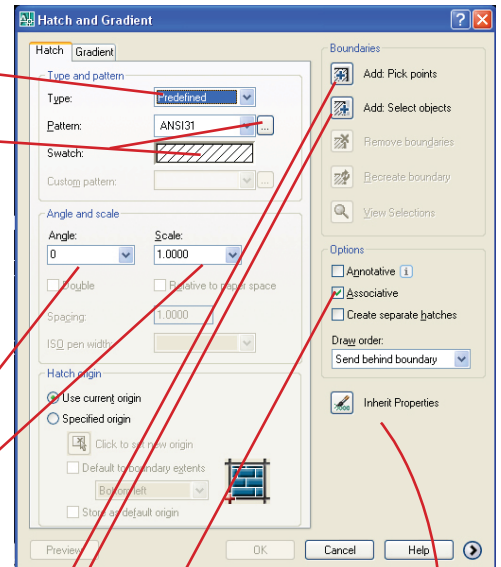 Hatch and Gradient
Hatch Gradient
Type and pattern
Type: Predefined
Pattern: ANSI31 ...
Swatch:
Custom pattern: ...
Angle and scale
Angle: Scale:
0 1.0000
Double Relative to paper space
Spacing: 1.0000
ISO pen width:
Hatch origin
Use current origin
Specified origin
Click to set new origin
Default to boundary extents
Bottom left
Store as default origin
Boundaries
Add: Pick points
Add: Select objects
Remove boundaries
Recreate boundary
View Selections
Options
Annotative
Associative
Create separate hatches
Draw order:
Send behind boundary
Inherit Properties
Preview OK Cancel Help